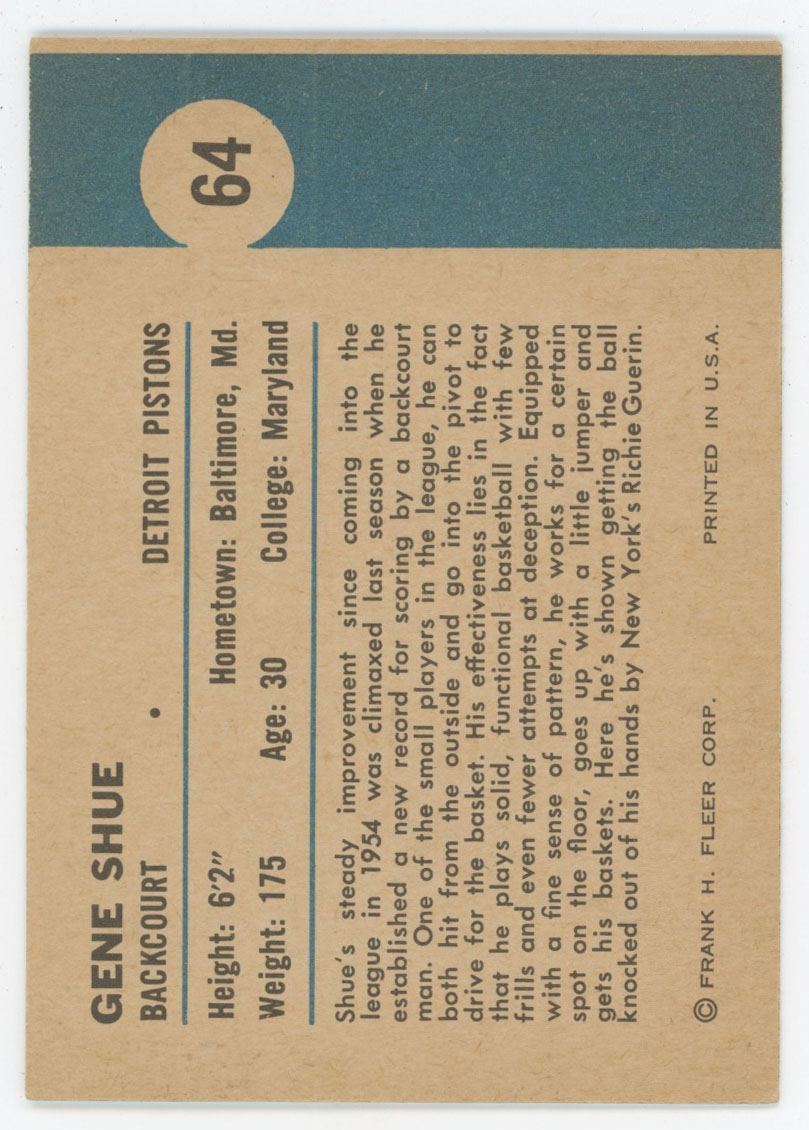 GENE SHUE
BACKCOURT • DETROIT PISTONS
64
Height: 6'2" Hometown: Baltimore, Md.
Weight: 175 Age: 30 College: Maryland
Shue's steady improvement since coming into the
league in 1954 was climaxed last season when he
established a new record for scoring by a backcourt
man. One of the small players in the league, he can
both hit from the outside and go into the pivot to
drive for the basket. His effectiveness lies in the fact
that he plays solid, functional basketball with few
frills and even fewer attempts at deception. Equipped
with a fine sense of pattern, he works for a certain
spot on the floor, goes up with a little jumper and
gets his baskets. Here he's shown getting the ball
knocked out of his hands by New York's Richie Guerin.
© FRANK H. FLEER CORP. PRINTED IN U.S.A.